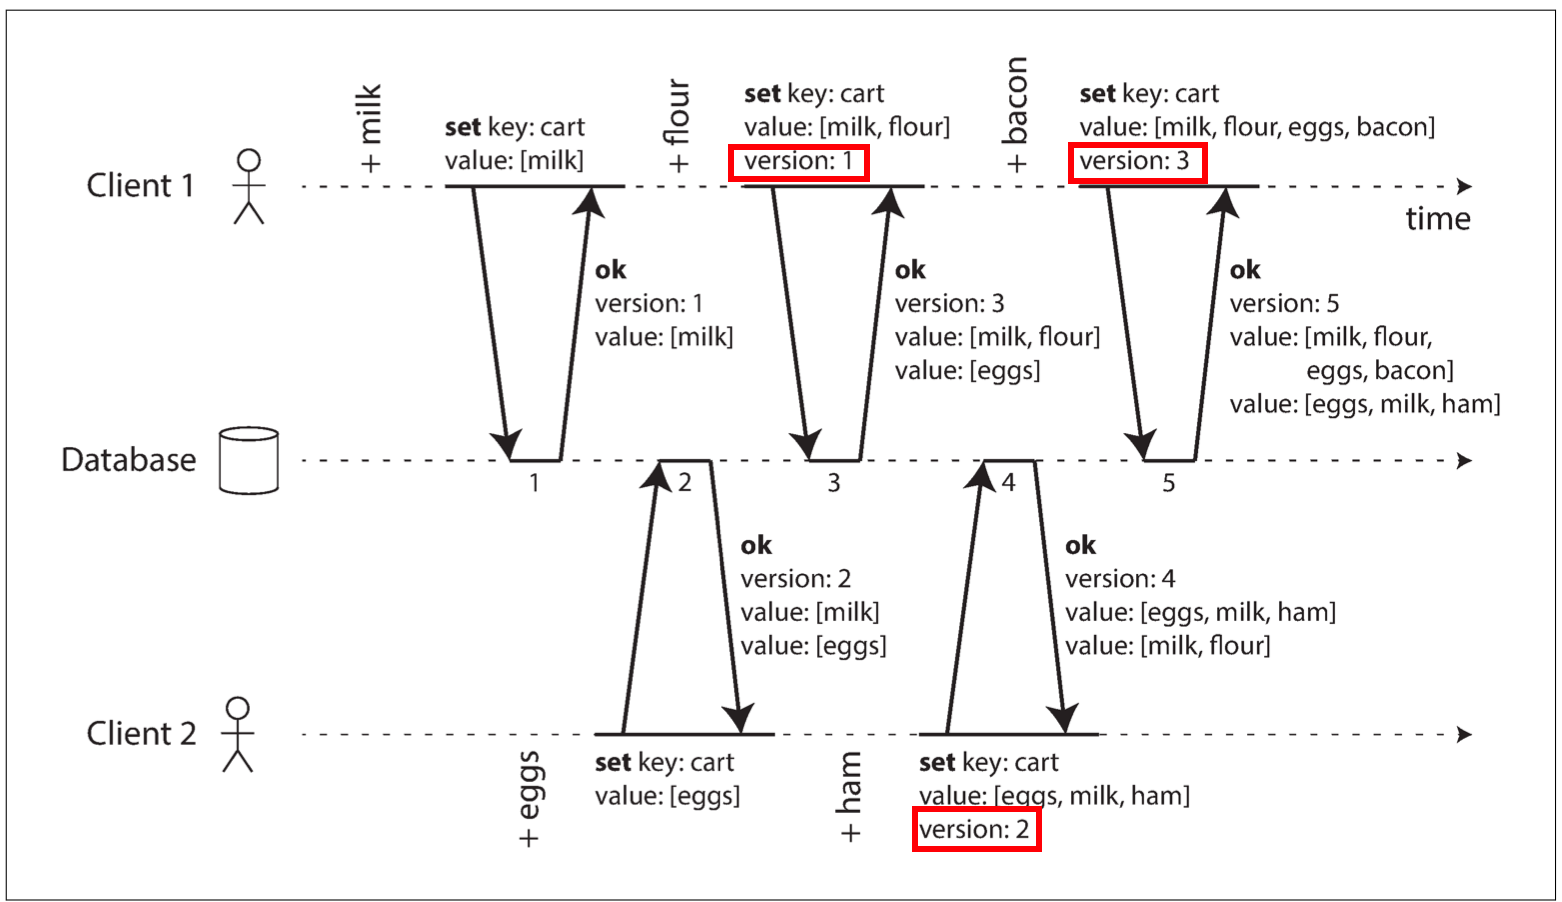 + milk
set key: cart
value: [milk]
+ flour
set key: cart
value: [milk, flour]
version: 1
+ bacon
set key: cart
value: [milk, flour, eggs, bacon]
version: 3
Client 1
time
ok
version: 1
value: [milk]
ok
version: 3
value: [milk, flour]
value: [eggs]
ok
version: 5
value: [milk, flour,
eggs, bacon]
value: [eggs, milk, ham]
Database
1
2
3
4
5
ok
version: 2
value: [milk]
value: [eggs]
ok
version: 4
value: [eggs, milk, ham]
value: [milk, flour]
Client 2
+ eggs
set key: cart
value: [eggs]
+ ham
set key: cart
value: [eggs, milk, ham]
version: 2